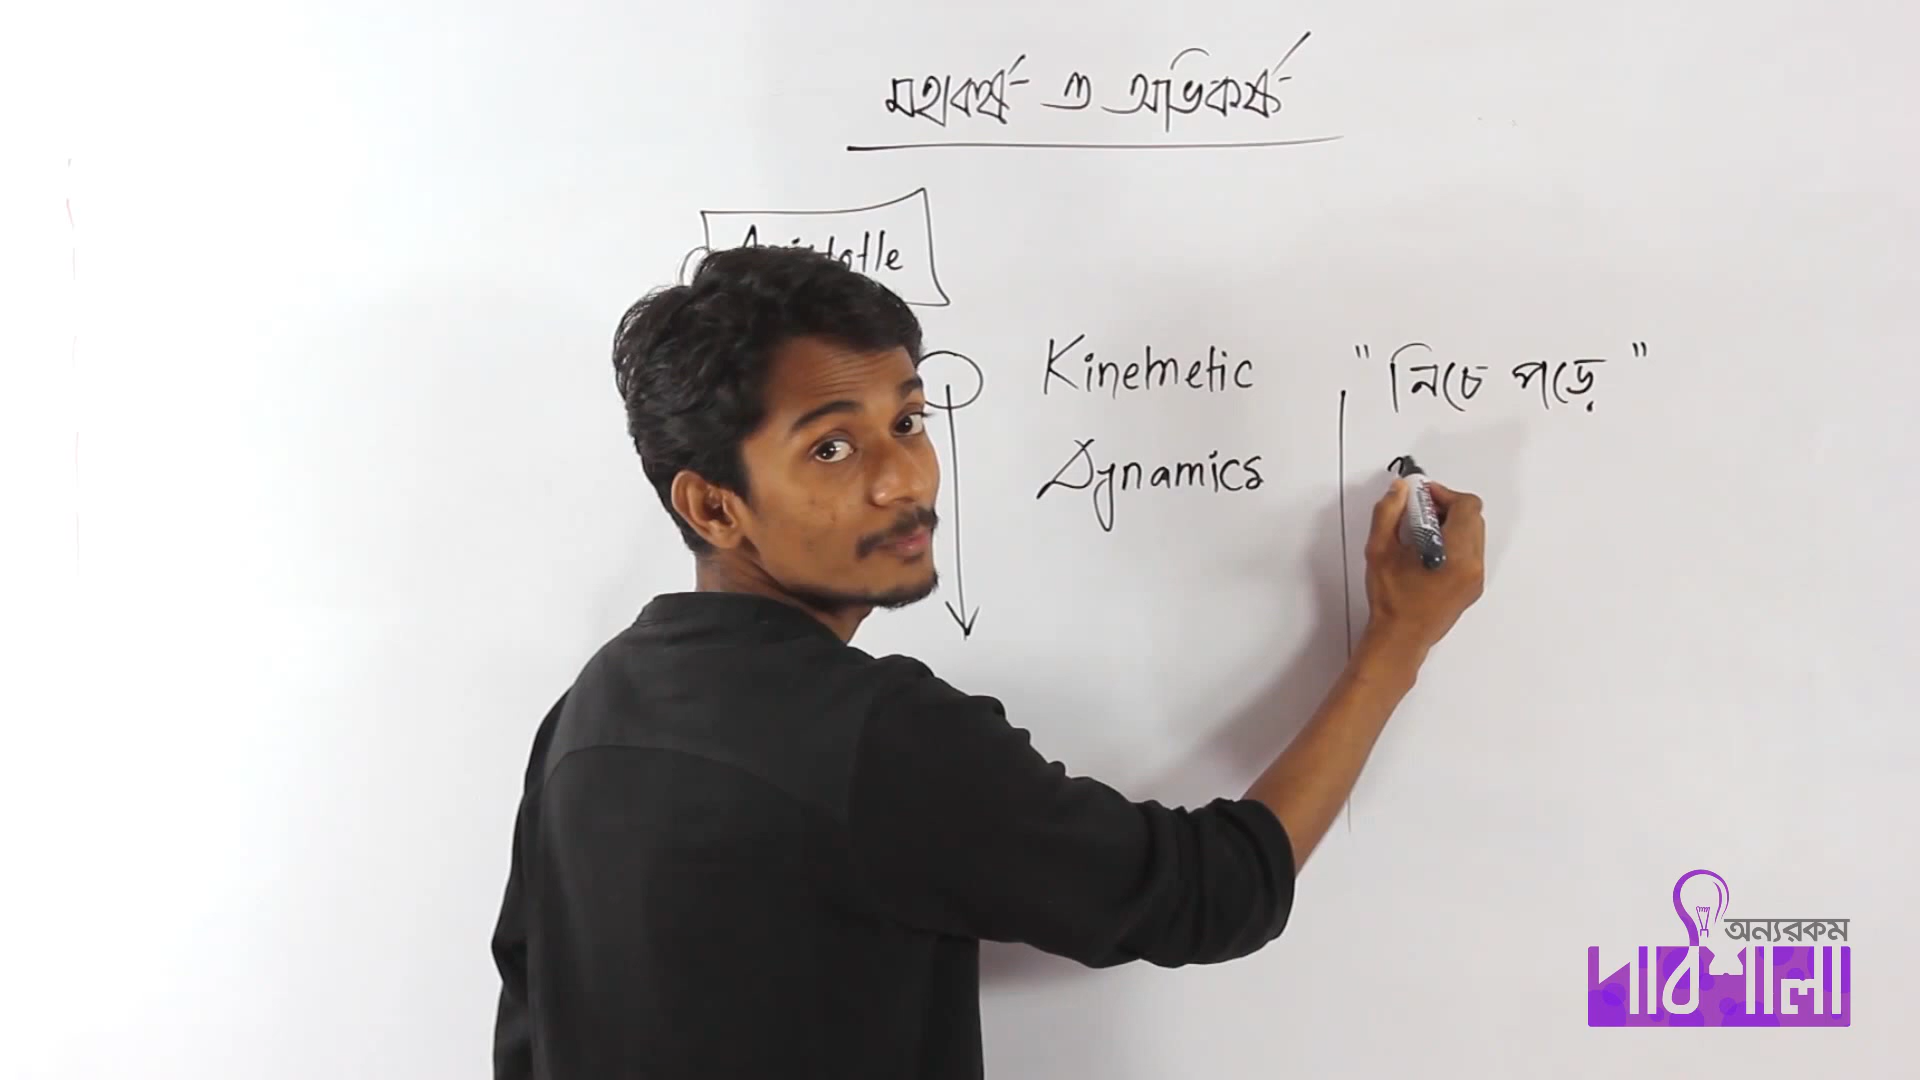 মহাকর্ষ ও অভিকর্ষ
Aristotle
Kinemetic
" নিচে পড়ে "
Dynamics
অন্যরকম
পাঠশালা